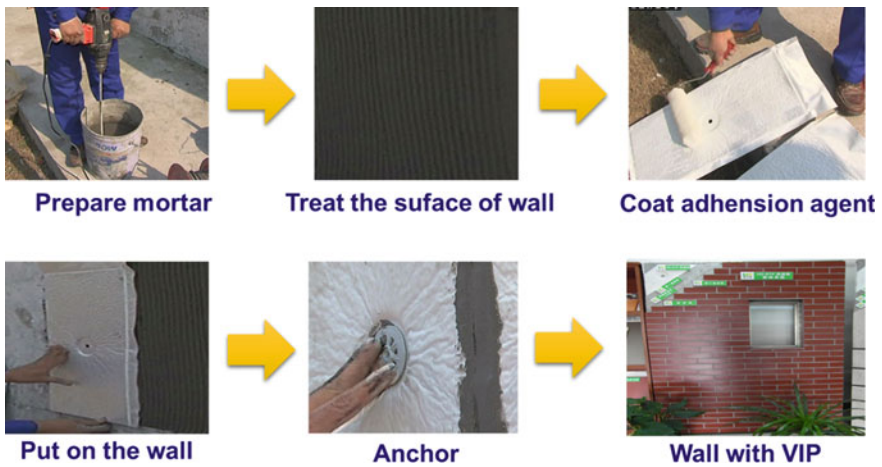 Prepare mortar
Treat the suface of wall
Coat adhension agent
Put on the wall
Anchor
Wall with VIP